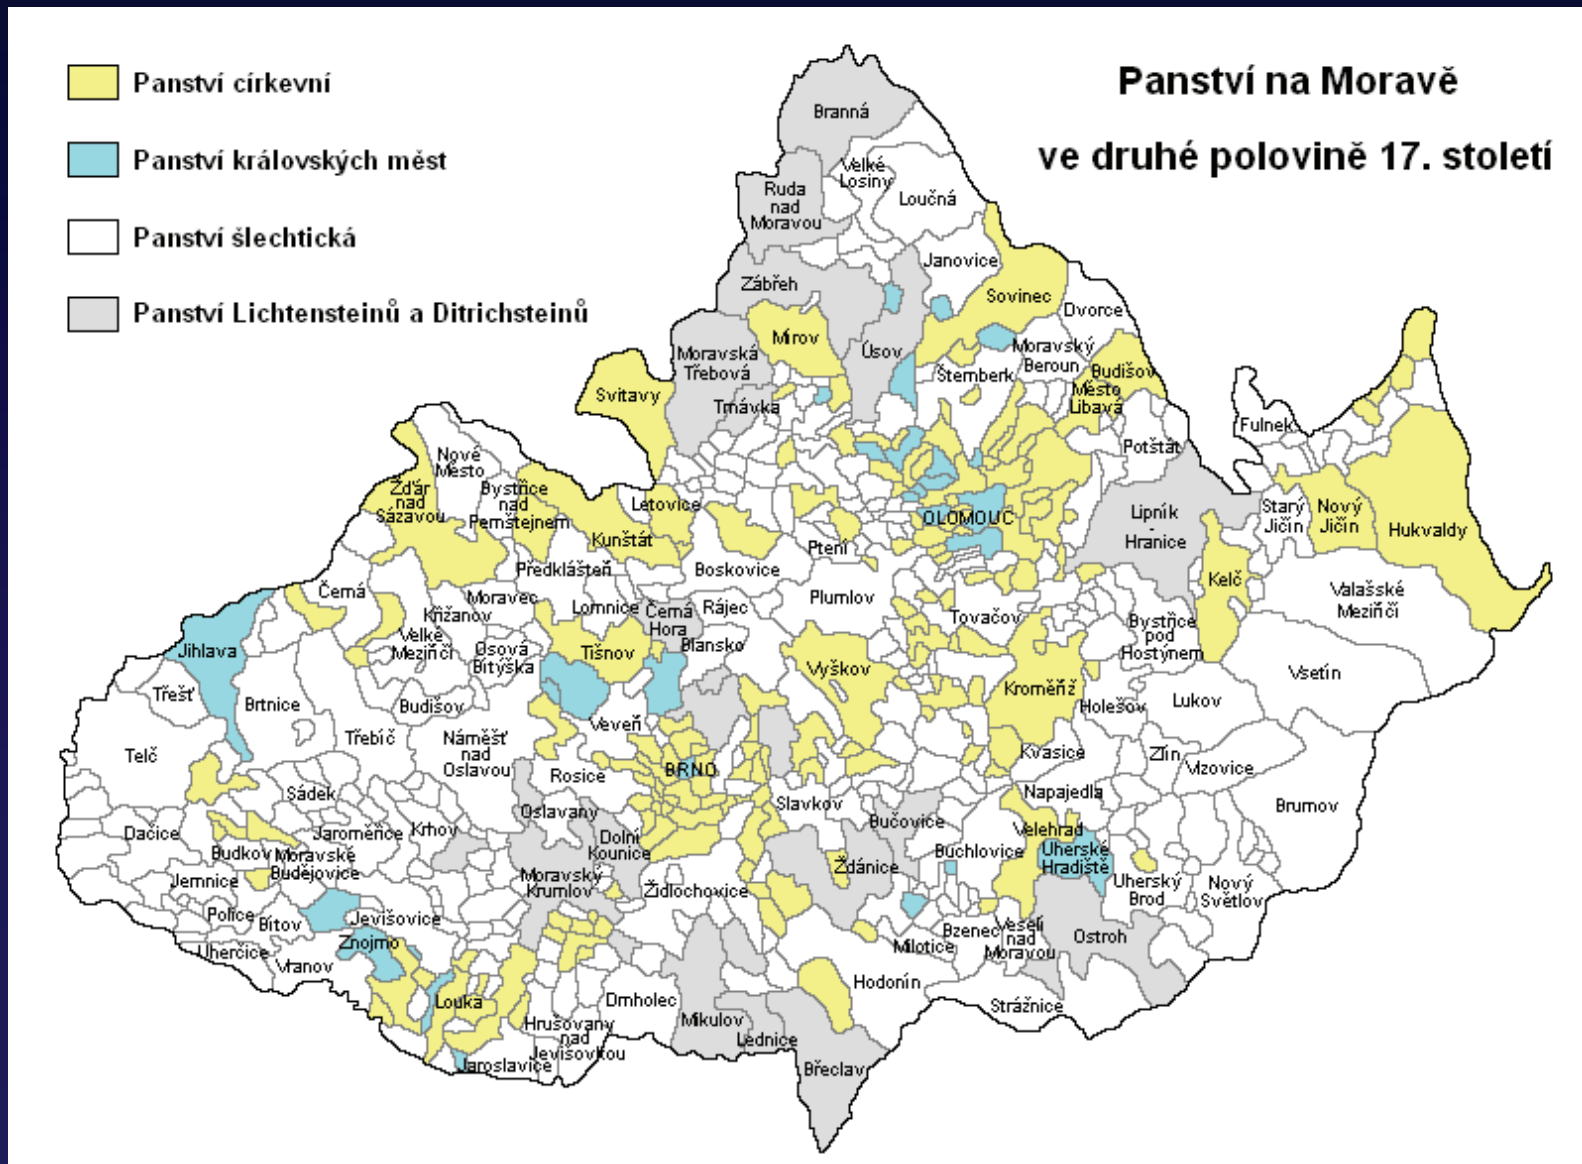 Panství církevní
Panství královských měst
Panství šlechtická
Panství Lichtensteinů a Ditrichsteinů
Panství na Moravě
ve druhé polovině 17. století
Branná
Velké
Losiny
Ruda
nad
Moravou
Loučná
Janovice
Zábřeh
Sovinec
Dvorce
Mírov
Úsov
Moravská
Třebová
Moravský
Beroun
Šternberk
Budišov
Město
Libavá
Svitavy
Trnávka
Fulnek
Potštát
Nové
Město
Bystřice
nad
Pernštejnem
Žďár
nad
Sázavou
Letovice
Kunštát
OLOMOUC
Lipník
-
Hranice
Starý
Jičín
Nový
Jičín
Hukvaldy
Ptení
Předklášteří
Boskovice
Kelč
Černá
Moravec
Křižanov
Lomnice
Černá
Hora
Rájec
Plumlov
Tovačov
Valašské
Meziříčí
Bystřice
pod
Hostýnem
Jihlava
Velké
Meziříčí
Osová
Bitýška
Tišnov
Blansko
Vyškov
Kroměříž
Vsetín
Třešť
Brtnice
Budišov
Holešov
Lukov
Telč
Třebíč
Náměšť
nad
Oslavou
Veveří
Kvasice
Zlín
Vizovice
Rosice
BRNO
Sádek
Oslavany
Slavkov
Napajedla
Brumov
Dačice
Jaroměřice
Krhov
Dolní
Kounice
Bučovice
Velehrad
Budkov
Moravské
Budějovice
Buchlovice
Uherské
Hradiště
Jemnice
Moravský
Krumlov
Ždánice
Židlochovice
Uherský
Brod
Nový
Světlov
Police
Bítov
Jevišovice
Uherčice
Vranov
Znojmo
Milotice
Bzenec
Veselí
nad
Moravou
Ostroh
Louka
Drnholec
Hodonín
Strážnice
Hrušovany
nad
Jevišovkou
Mikulov
Lednice
Jaroslavice
Břeclav